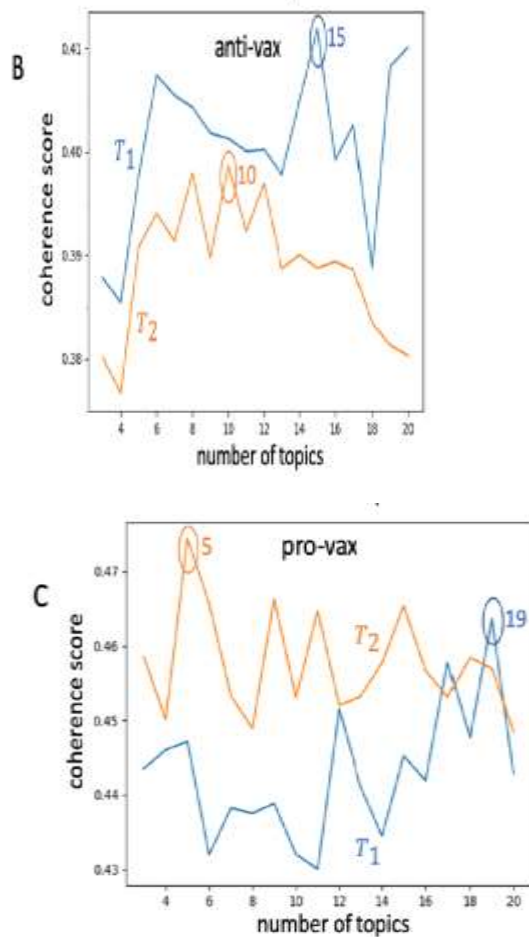 B
anti-vax
15
0.41
0.40
0.39
0.38
coherence score
T1
10
T2
4 6 8 10 12 14 16 18 20
number of topics
C
pro-vax
5
19
0.47
0.46
0.45
0.44
0.43
coherence score
T2
T1
4 6 8 10 12 14 16 18 20
number of topics